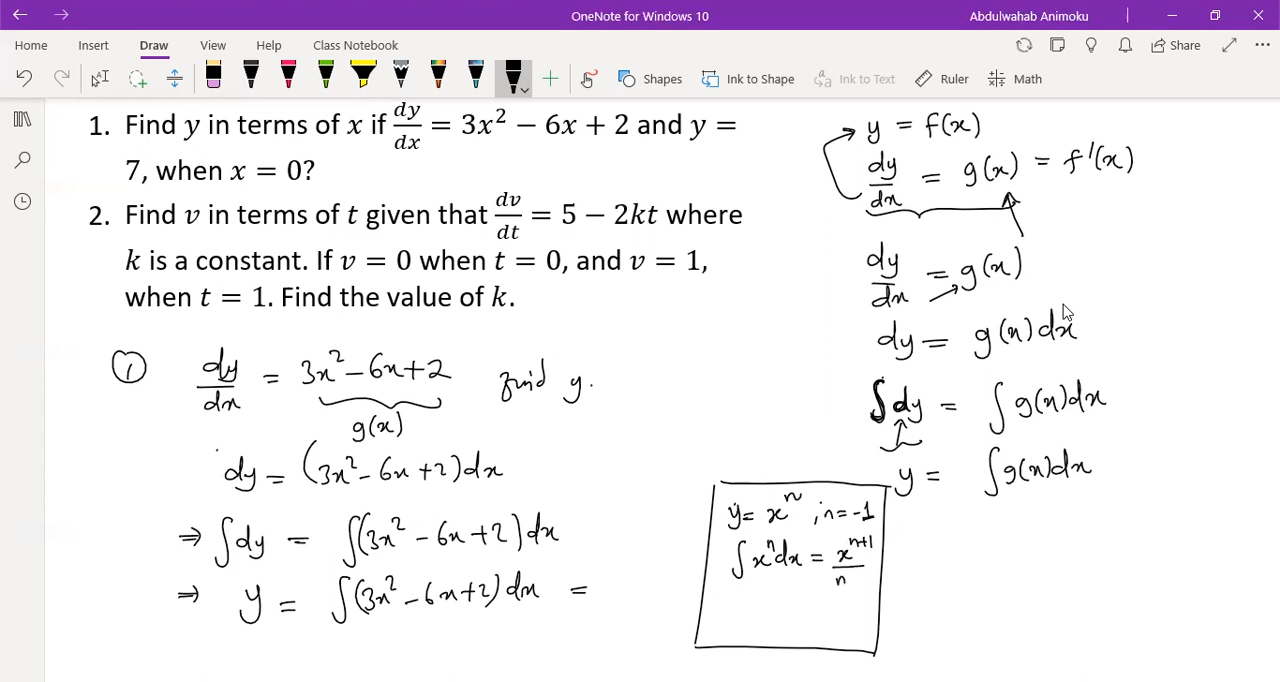 OneNote for Windows 10
Abdulwahab Animoku
Home Insert Draw View Help Class Notebook Share
Shapes Ink to Shape Ink to Text Ruler Math
1. Find y in terms of x if dy/dx = 3x² − 6x + 2 and y =
7, when x = 0?
2. Find v in terms of t given that dv/dt = 5 − 2kt where
k is a constant. If v = 0 when t = 0, and v = 1,
when t = 1. Find the value of k.
① dy/dx = 3x² − 6x + 2 find y.
g(x)
dy = (3x² − 6x + 2)dx
⇒ ∫dy = ∫(3x² − 6x + 2)dx
⇒ y = ∫(3x² − 6x + 2)dx =
y = f(x)
dy/dx = g(x) = f'(x)
dy/dx = g(x)
dy = g(x)dx
∫dy = ∫g(x)dx
y = ∫g(x)dx
y = xⁿ ; n = -1
∫xⁿdx = xⁿ⁺¹/n